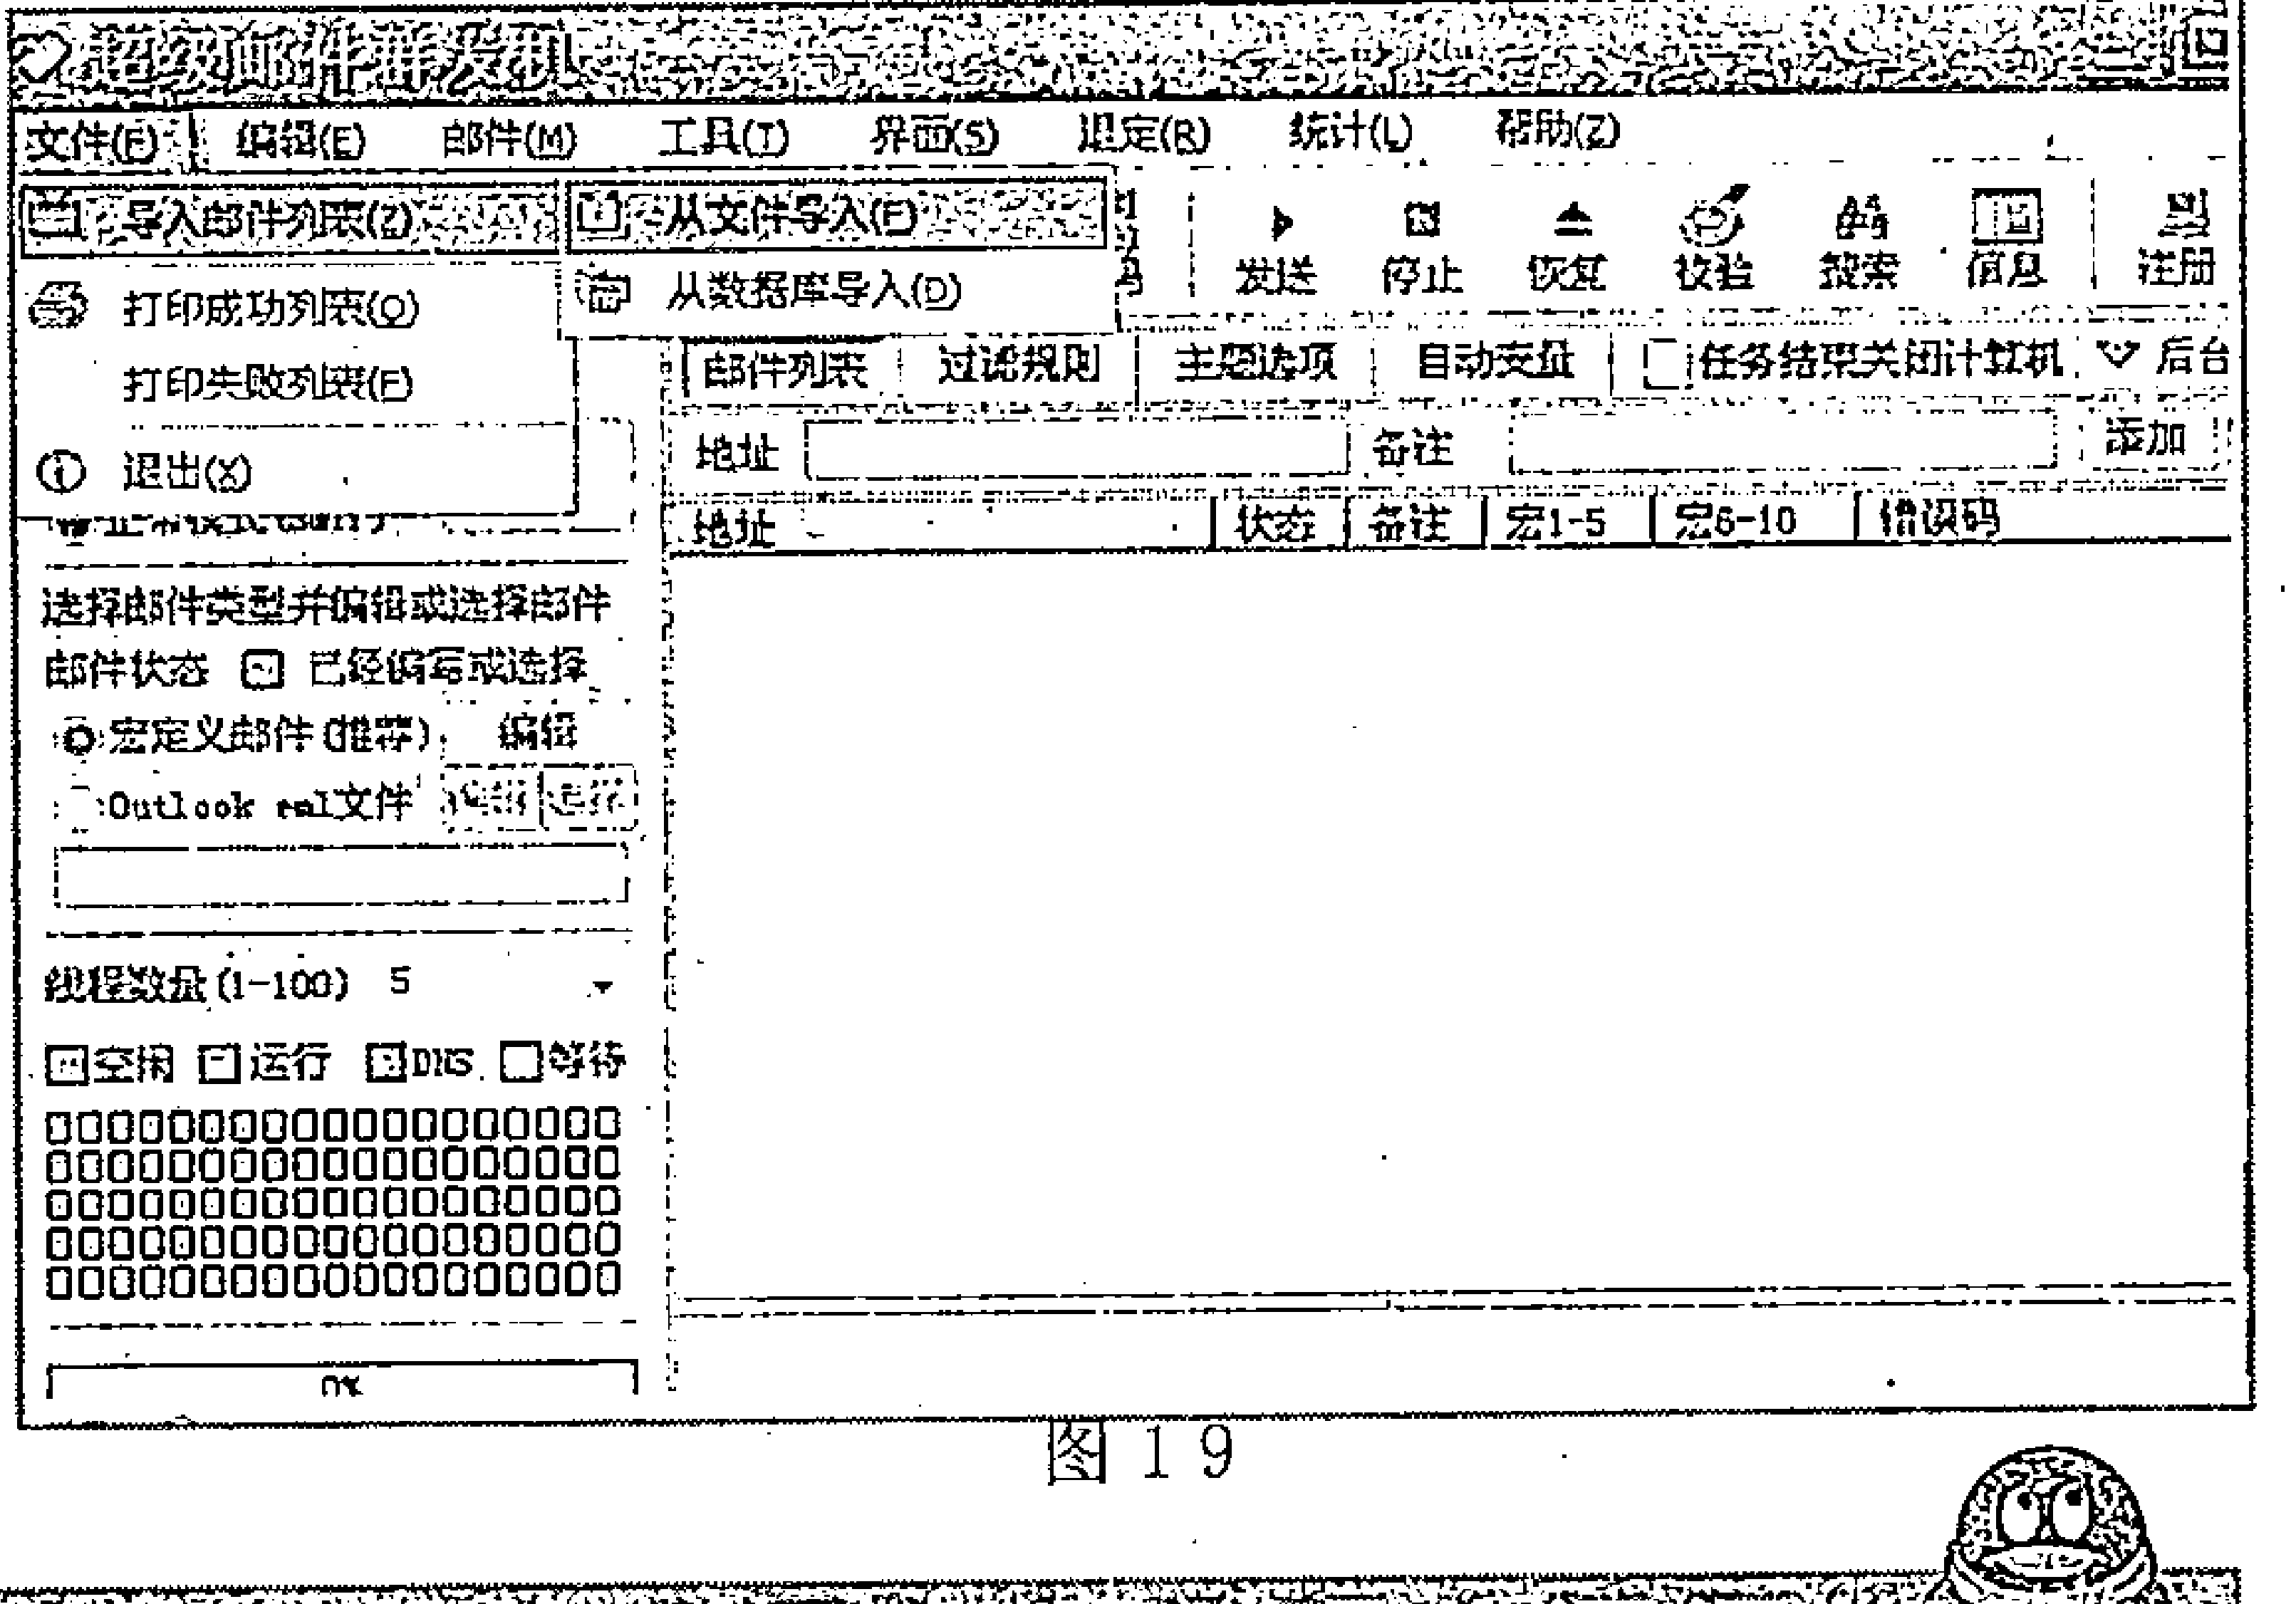 超级邮件群发机
文件(F) 编辑(E) 邮件(M) 工具(T) 界面(S) 退定(R) 统计(L) 帮助(Z)
导入邮件列表(Z) 从文件导入(F)
发送 停止 恢复 校验 搜索 信息 注册
打印成功列表(O) 从数据库导入(D)
打印失败列表(F) 邮件列表 过滤规则 主题选项 自动变量 任务结束关闭计算机 后台
退出(X) 地址 备注 添加
地址 状态 备注 宏1-5 宏6-10 错误码
选择邮件类型并编辑或选择邮件
邮件状态 已经编写或选择
宏定义邮件(推荐) 编辑
Outlook eml文件 编辑 选择
线程数量(1-100) 5
空闲 运行 DNS 等待
0%
图19